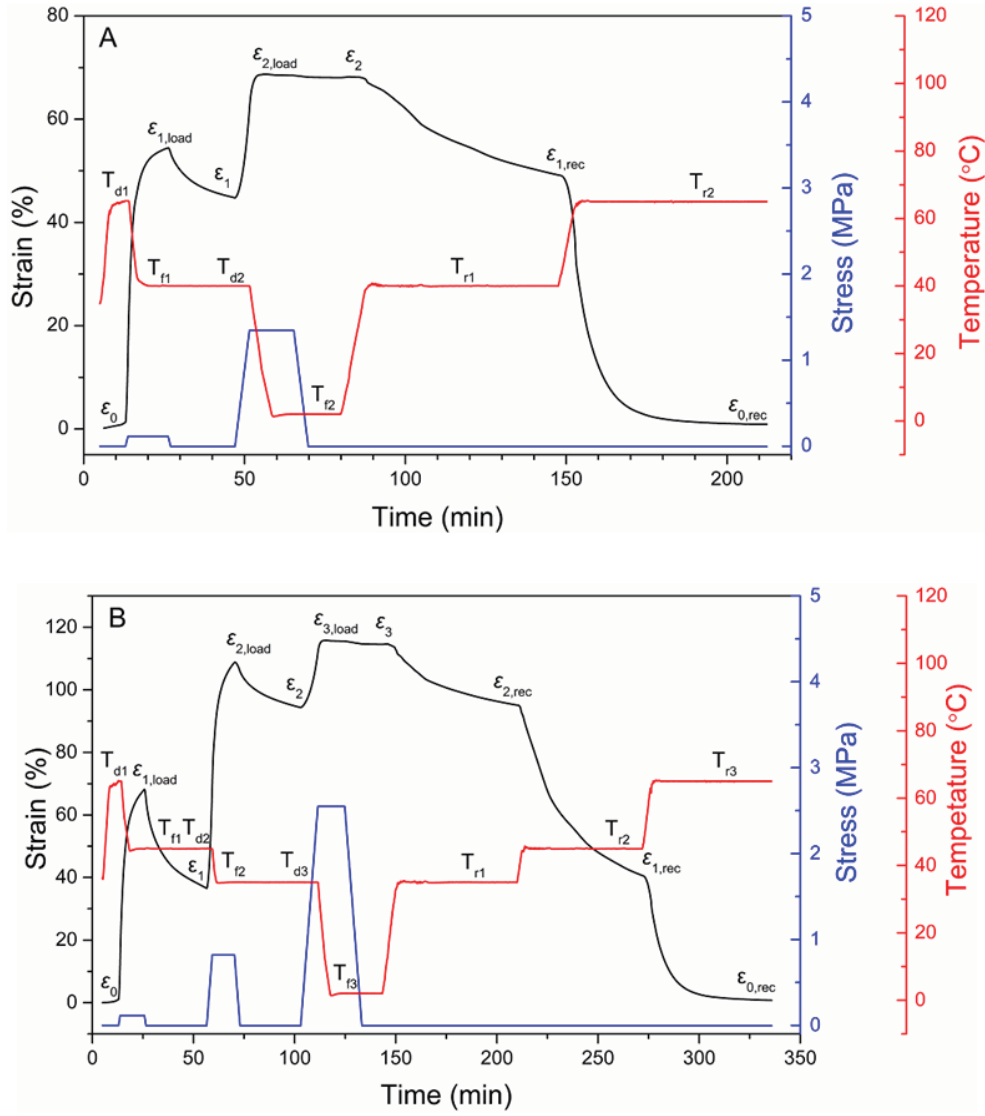 A
ε2,load
ε2
ε1,load
ε1
ε1,rec
ε0
ε0,rec
Td1
Tf1
Td2
Tf2
Tr1
Tr2
80
60
40
20
0
Strain (%)
0
50
100
150
200
Time (min)
5
4
3
2
1
0
Stress (MPa)
120
100
80
60
40
20
0
Temperature (°C)
B
ε3,load
ε3
ε2,load
ε2
ε2,rec
Td1
ε1,load
Tf1
Td2
ε1
Tf2
Td3
Tr1
Tr2
Tr3
ε1,rec
ε0
Tf3
ε0,rec
120
100
80
60
40
20
0
Strain (%)
0
50
100
150
200
250
300
350
Time (min)
5
4
3
2
1
0
Stress (MPa)
120
100
80
60
40
20
0
Tempetature (°C)